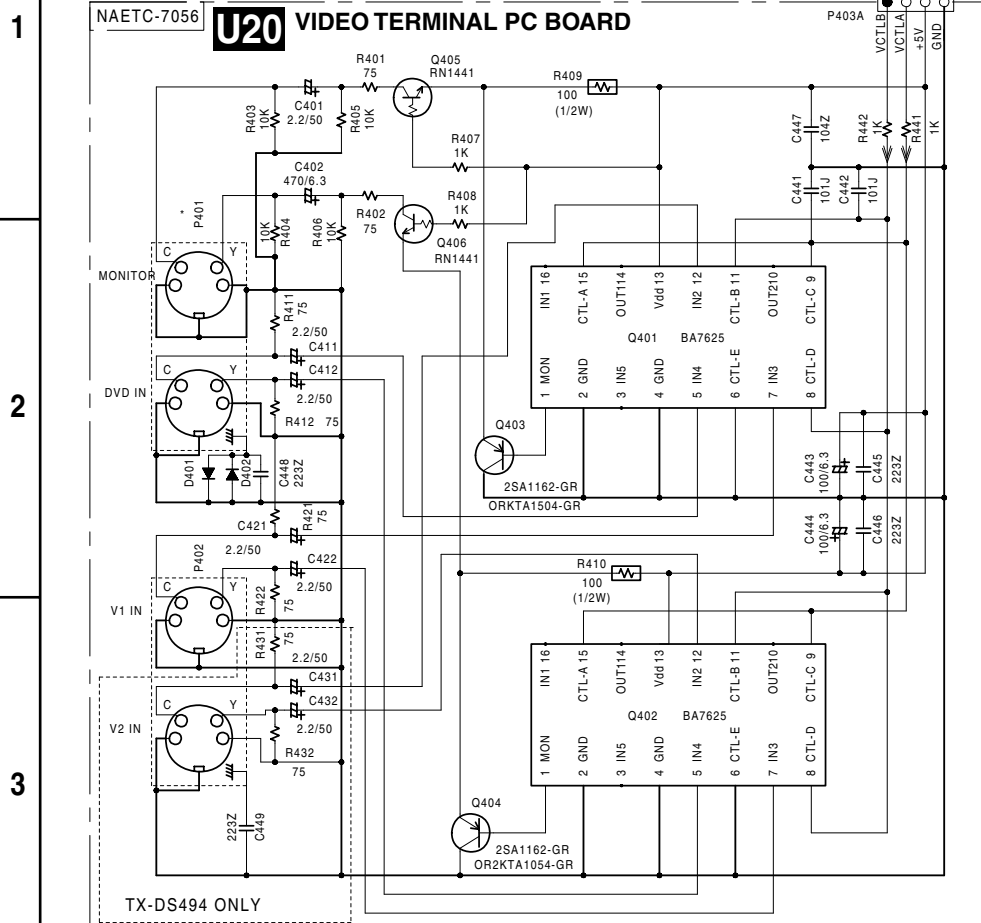 1
NAETC-7056
U20 VIDEO TERMINAL PC BOARD
P403A
VCTLB
VCTLA
+5V
GND
R401
75
Q405
RN1441
R409
100
(1/2W)
R403
10K
C401
2.2/50
R405
10K
R407
1K
C447
104Z
R442
1K
R441
1K
C402
470/6.3
C441
101J
C442
101J
* P401
R404
10K
R406
10K
R402
75
R408
1K
Q406
RN1441
C
Y
MONITOR
R411
75
2.2/50
C411
IN1 16
CTL-A 15
OUT1 14
Vdd 13
IN2 12
CTL-B 11
OUT2 10
CTL-C 9
Q401
BA7625
1 MON
2 GND
3 IN5
4 GND
5 IN4
6 CTL-E
7 IN3
8 CTL-D
2
C
Y
DVD IN
C412
2.2/50
R412 75
Q403
2SA1162-GR
ORKTA1504-GR
D401
D402
C448
223Z
C443
100/6.3
C445
223Z
C444
100/6.3
C446
223Z
C421
2.2/50
R421
75
P402
C422
2.2/50
R410
100
(1/2W)
C
Y
V1 IN
R422
75
R431
75
2.2/50
C431
3
IN1 16
CTL-A 15
OUT1 14
Vdd 13
IN2 12
CTL-B 11
OUT2 10
CTL-C 9
Q402
BA7625
1 MON
2 GND
3 IN5
4 GND
5 IN4
6 CTL-E
7 IN3
8 CTL-D
C
Y
V2 IN
C432
2.2/50
R432
75
223Z
C449
Q404
2SA1162-GR
OR2KTA1054-GR
TX-DS494 ONLY